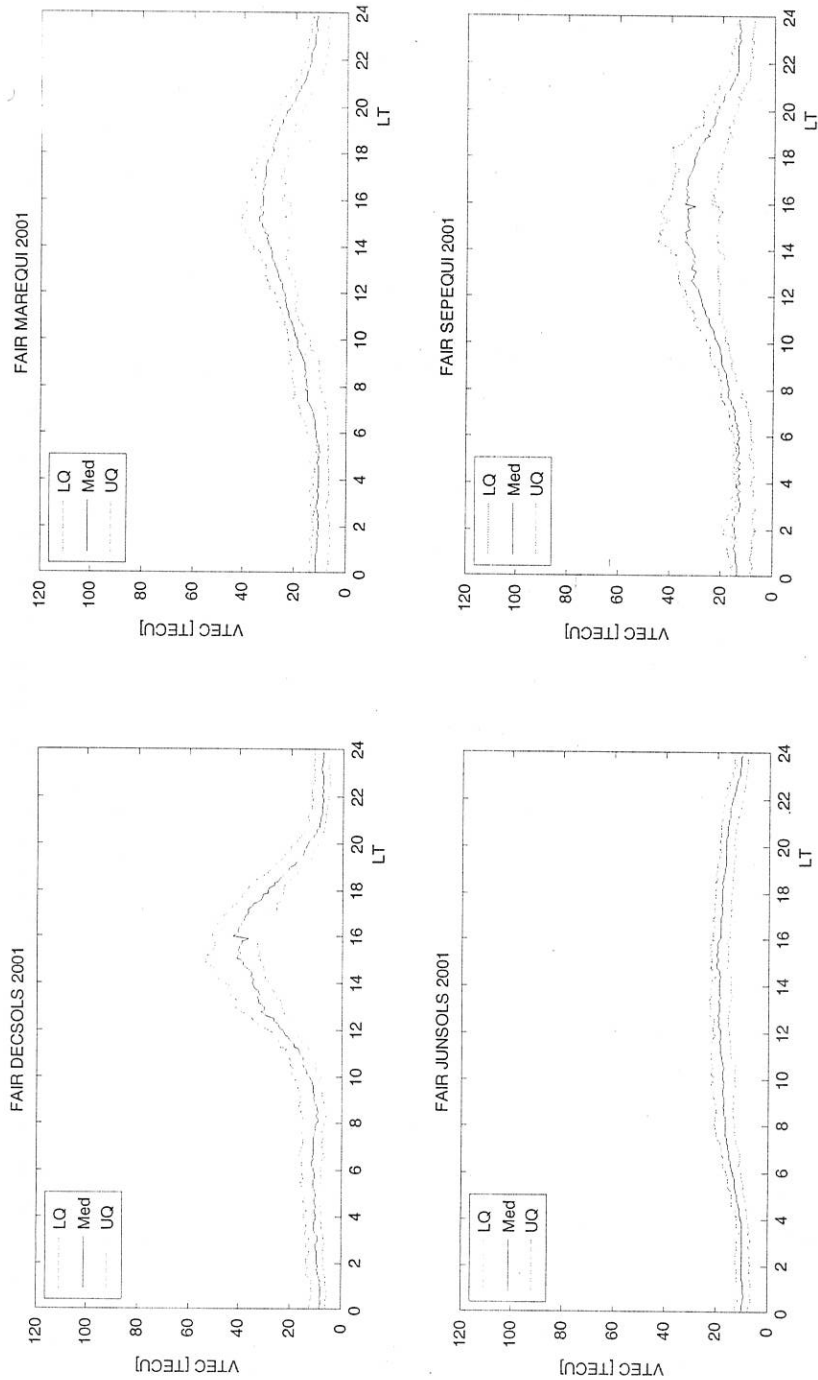 FAIR DECSOLS 2001
LQ
Med
UQ
VTEC [TECU]
120
100
80
60
40
20
0
0 2 4 6 8 10 12 14 16 18 20 22 24
LT
FAIR MAREQUI 2001
LQ
Med
UQ
VTEC [TECU]
120
100
80
60
40
20
0
0 2 4 6 8 10 12 14 16 18 20 22 24
LT
FAIR JUNSOLS 2001
LQ
Med
UQ
VTEC [TECU]
120
100
80
60
40
20
0
0 2 4 6 8 10 12 14 16 18 20 22 24
LT
FAIR SEPEQUI 2001
LQ
Med
UQ
VTEC [TECU]
120
100
80
60
40
20
0
0 2 4 6 8 10 12 14 16 18 20 22 24
LT